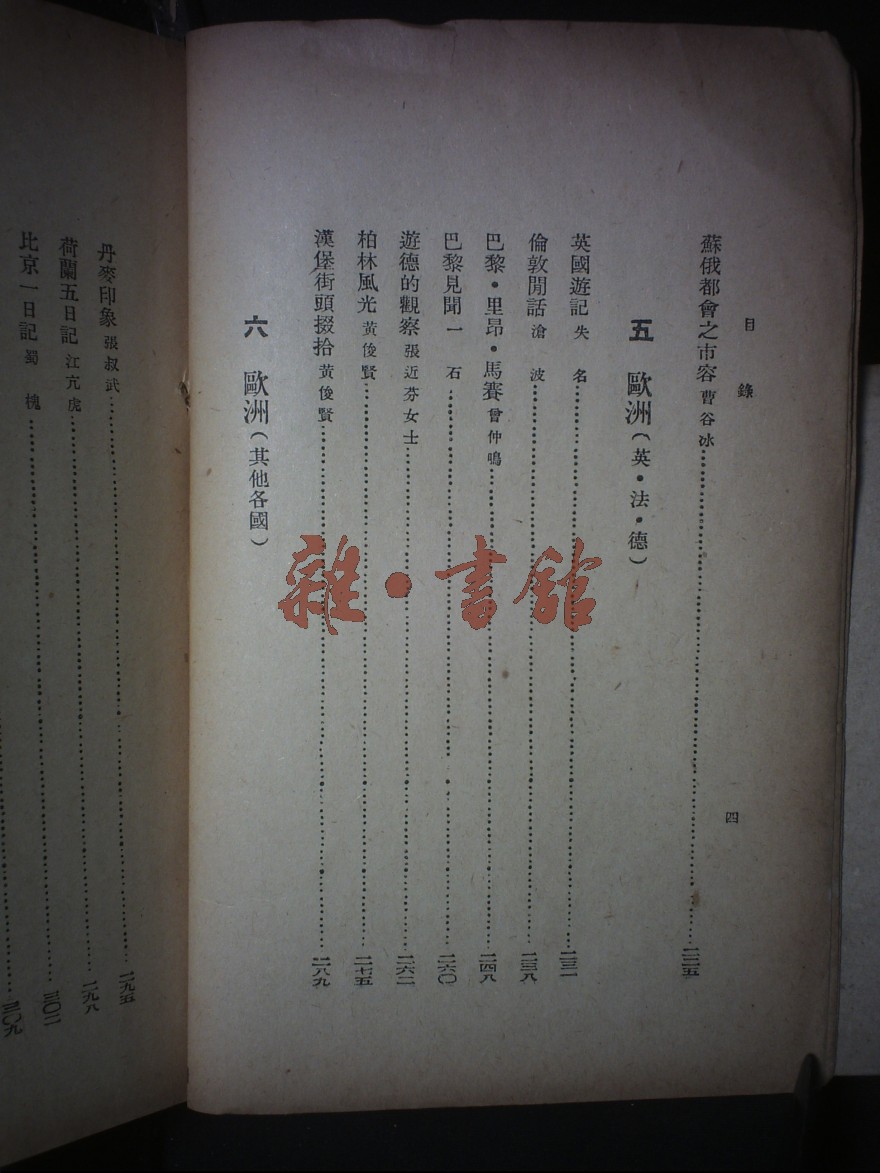 目錄
四
蘇俄都會之市容 曹谷冰……二二五
五 歐洲(英・法・德)
英國遊記 失名……二三一
倫敦閒話 滄波……二三八
巴黎・里昂・馬賽 曾仲鳴……二四八
巴黎見聞 一石……二六〇
遊德的觀察 張近芬女士……二六二
柏林風光 黃俊賢……二七五
漢堡街頭掇拾 黃俊賢……二八九
六 歐洲(其他各國)
丹麥印象 張叔武……二九五
荷蘭五日記 江亢虎……二九八
比京一日記 蜀槐……三〇二
……三〇九
雜・書館